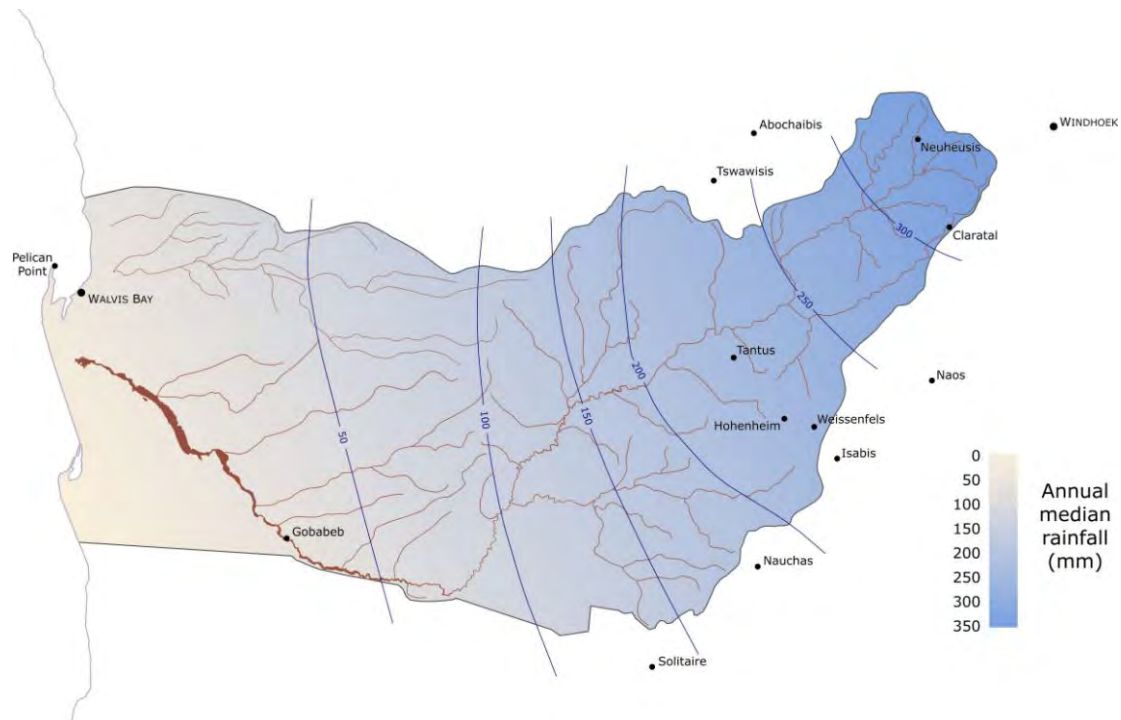 Abochaibis
WINDHOEK
Neuheusis
Tswawisis
300
Claratal
Pelican
Point
WALVIS BAY
250
Tantus
200
Naos
150
100
50
Hohenheim
Weissenfels
Isabis
Gobabeb
Nauchas
Solitaire
0
50
100
150
200
250
300
350
Annual
median
rainfall
(mm)